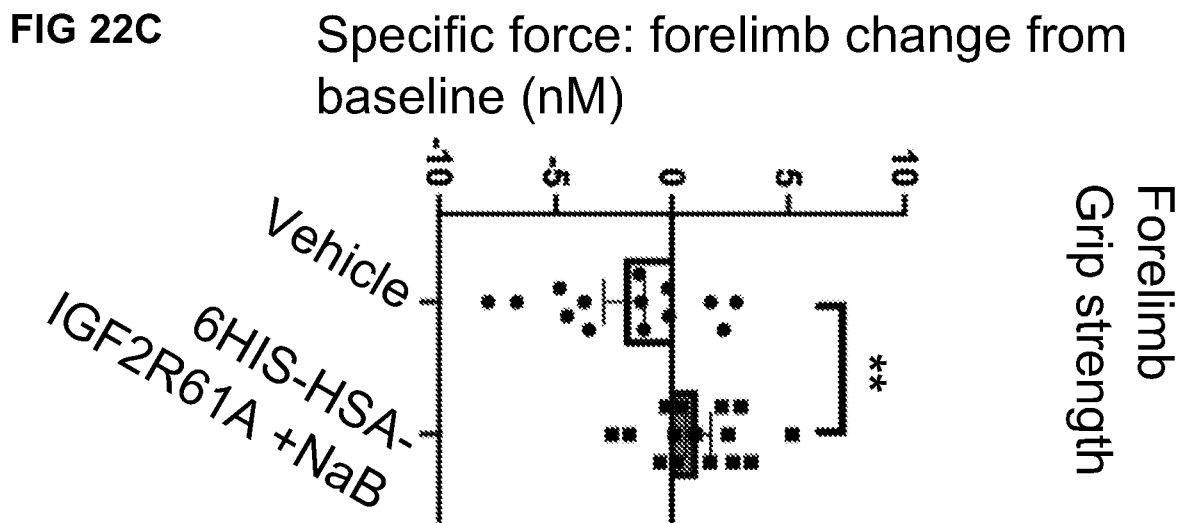 FIG 22C
Specific force: forelimb change from
baseline (nM)
-10
-5
0
5
10
Forelimb
Grip strength
Vehicle
6HIS-HSA-
IGF2R61A +NaB
**